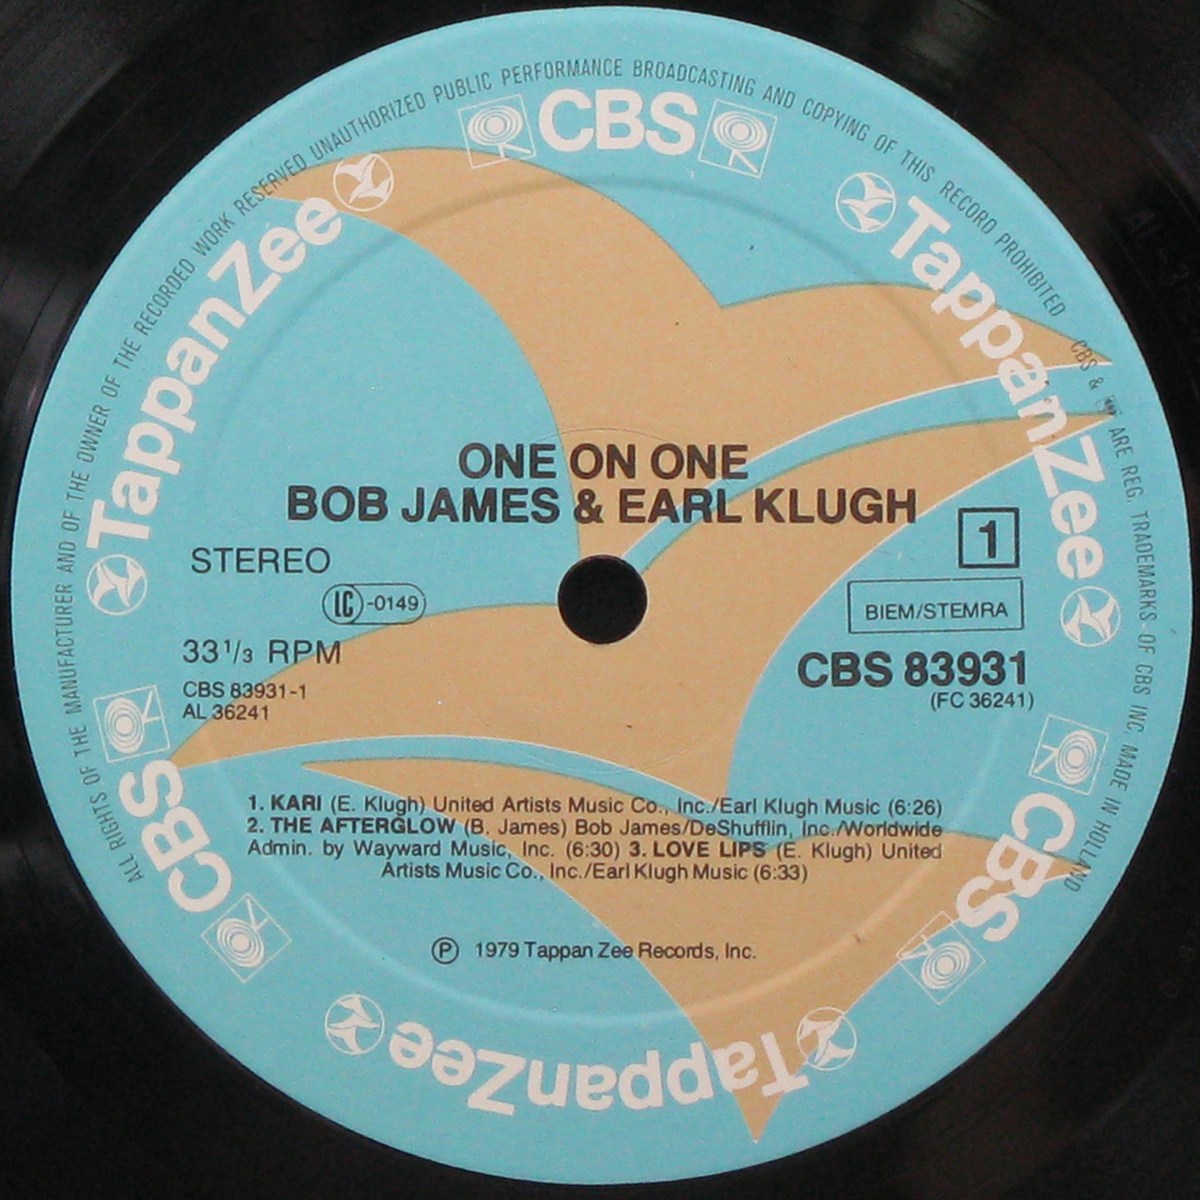 ALL RIGHTS OF THE MANUFACTURER AND OF THE OWNER OF THE RECORDED WORK RESERVED UNAUTHORIZED PUBLIC PERFORMANCE BROADCASTING AND COPYING OF THIS RECORD PROHIBITED
CBS & ARE REG. TRADEMARKS OF CBS INC, MADE IN HOLLAND
CBS
TappanZee
TappanZee
CBS
CBS
TappanZee
ONE ON ONE
BOB JAMES & EARL KLUGH
STEREO
1
LC-0149
BIEM/STEMRA
33 1/3 RPM
CBS 83931
CBS 83931-1
(FC 36241)
AL 36241
1. KARI (E. Klugh) United Artists Music Co., Inc./Earl Klugh Music (6:26)
2. THE AFTERGLOW (B. James) Bob James/DeShufflin, Inc./Worldwide
Admin. by Wayward Music, Inc. (6:30) 3. LOVE LIPS (E. Klugh) United
Artists Music Co., Inc./Earl Klugh Music (6:33)
Ⓟ 1979 Tappan Zee Records, Inc.